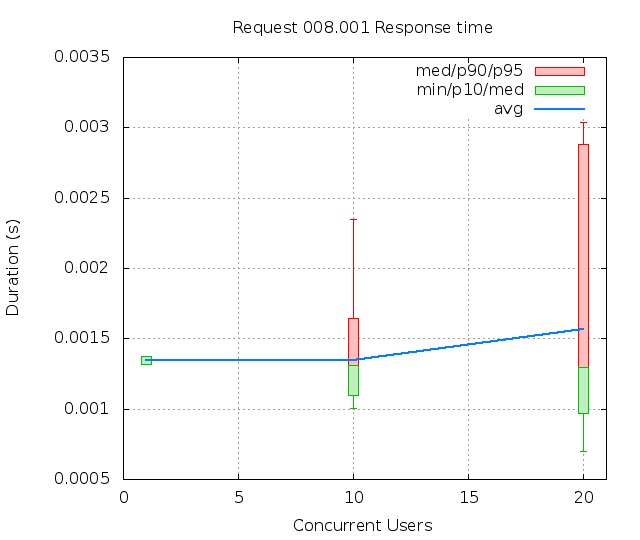 Request 008.001 Response time
0.0035
med/p90/p95
min/p10/med
avg
0.003
0.0025
0.002
0.0015
0.001
0.0005
Duration (s)
0 5 10 15 20
Concurrent Users